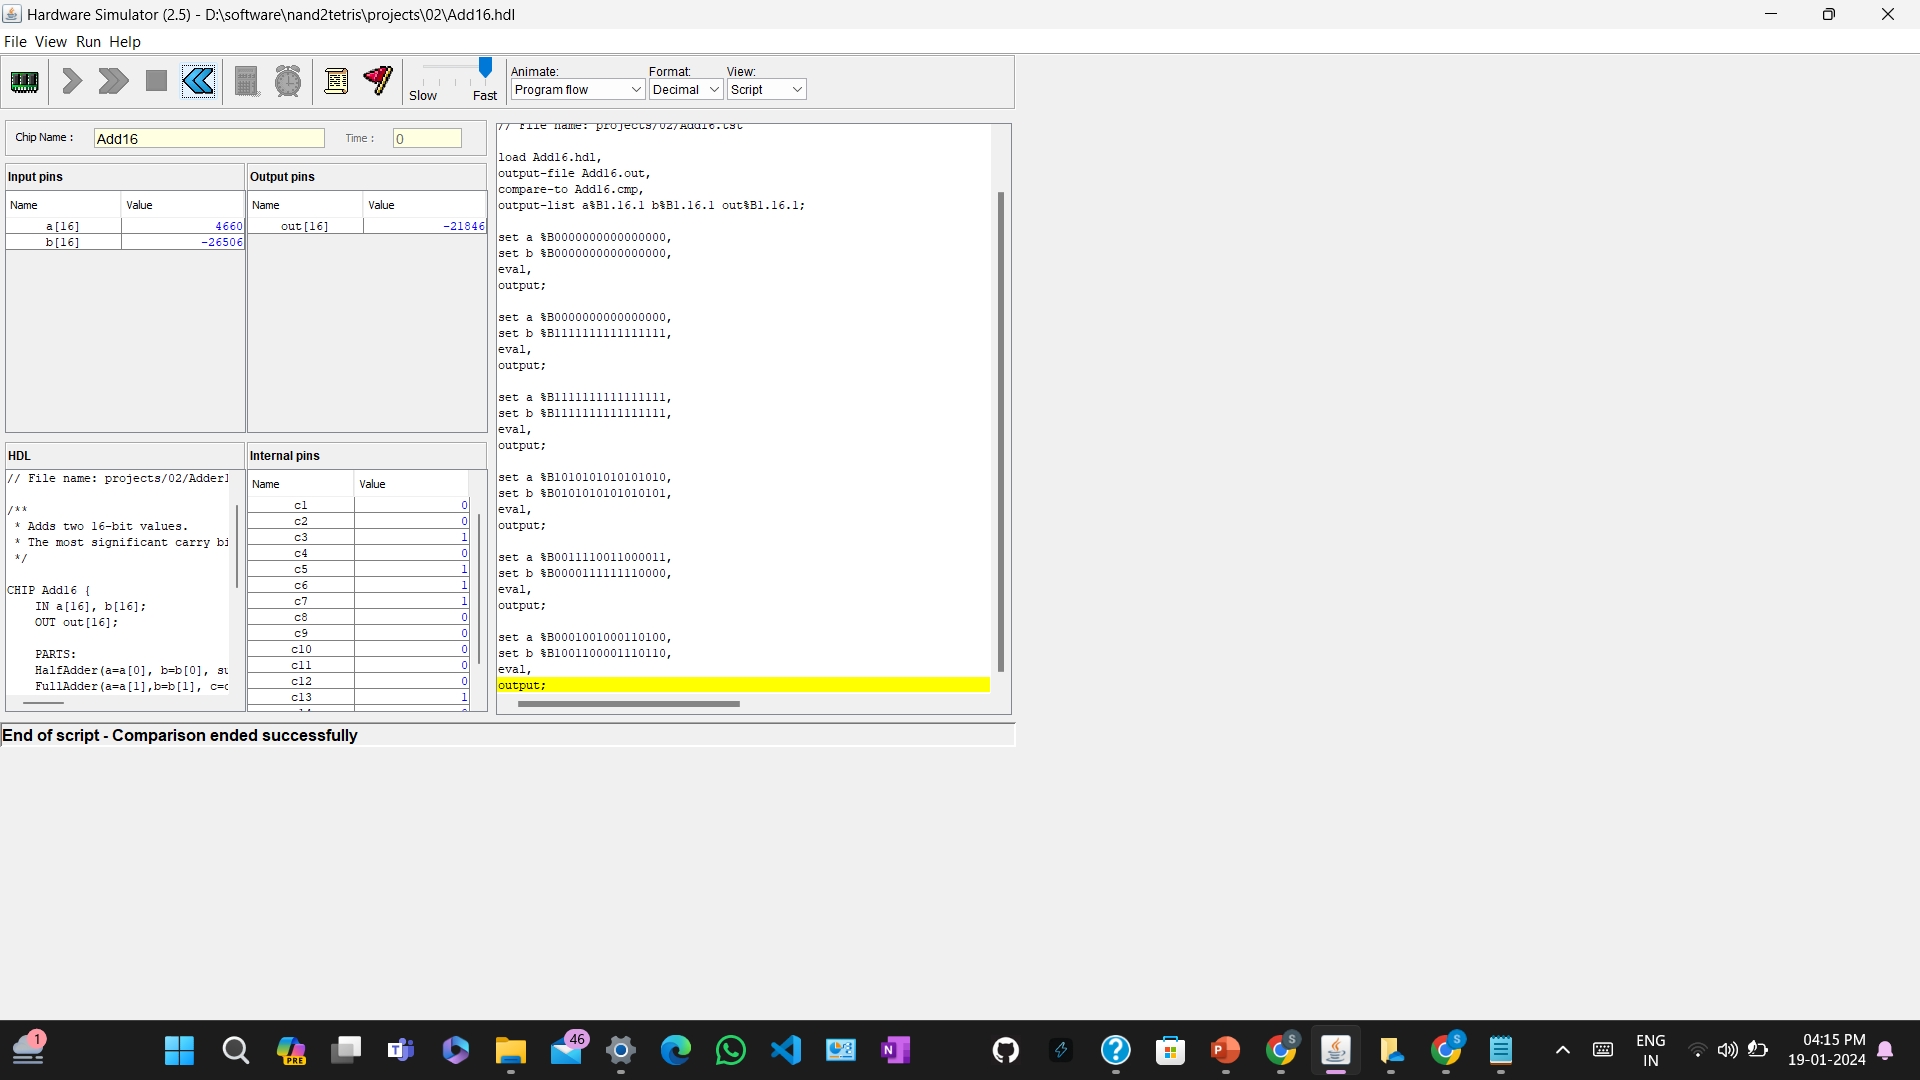 Hardware Simulator (2.5) - D:\software\nand2tetris\projects\02\Add16.hdl
File View Run Help
Slow Fast
Animate: Format: View:
Program flow Decimal Script
Chip Name : Add16 Time : 0
Input pins Output pins
Name Value Name Value
a[16] 4660 out[16] -21846
b[16] -26506
HDL Internal pins
// File name: projects/02/Adder1
/**
* Adds two 16-bit values.
* The most significant carry bi
*/
CHIP Add16 {
IN a[16], b[16];
OUT out[16];
PARTS:
HalfAdder(a=a[0], b=b[0], su
FullAdder(a=a[1],b=b[1], c=c
Name Value
c1 0
c2 0
c3 1
c4 0
c5 1
c6 1
c7 1
c8 0
c9 0
c10 0
c11 0
c12 0
c13 1
// File name: projects/02/Add16.tst
load Add16.hdl,
output-file Add16.out,
compare-to Add16.cmp,
output-list a%B1.16.1 b%B1.16.1 out%B1.16.1;
set a %B0000000000000000,
set b %B0000000000000000,
eval,
output;
set a %B0000000000000000,
set b %B1111111111111111,
eval,
output;
set a %B1111111111111111,
set b %B1111111111111111,
eval,
output;
set a %B1010101010101010,
set b %B0101010101010101,
eval,
output;
set a %B0011110011000011,
set b %B0000111111110000,
eval,
output;
set a %B0001001000110100,
set b %B1001100001110110,
eval,
output;
End of script - Comparison ended successfully
1
PRE
46
S
S
ENG
IN
04:15 PM
19-01-2024